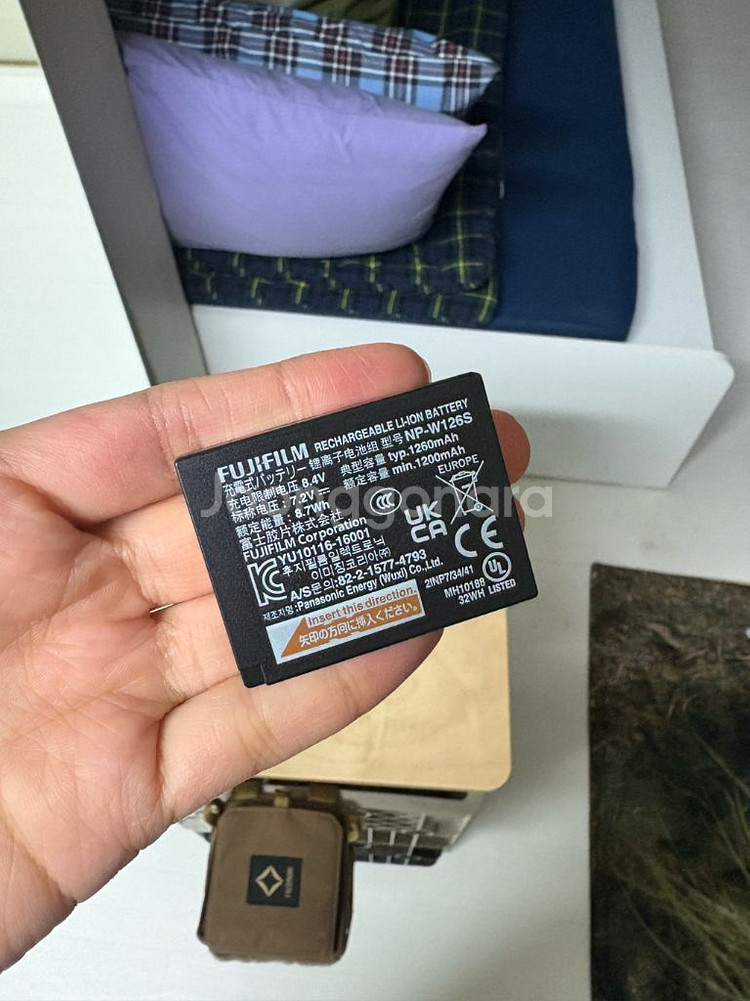 FUJIFILM RECHARGEABLE LI-ION BATTERY
充電式バッテリー 锂离子电池组 型号 NP-W126S
充电限制电压: 8.4V 典型容量 typ.1260mAh
标称电压: 7.2V 额定容量 min.1200mAh
额定能量: 8.7Wh
富士胶片株式会社
FUJIFILM Corporation
YU10116-16001
후지필름일렉트로닉
이미징코리아㈜
A/S문의: 82-2-1577-4793
제조자명: Panasonic Energy (Wuxi) Co.,Ltd.
EUROPE
CCC
UK
CA
CE
UL
2INP7/34/41
MH10188
32WH LISTED
Insert this direction.
矢印の方向に挿入ください。
Joonggonara